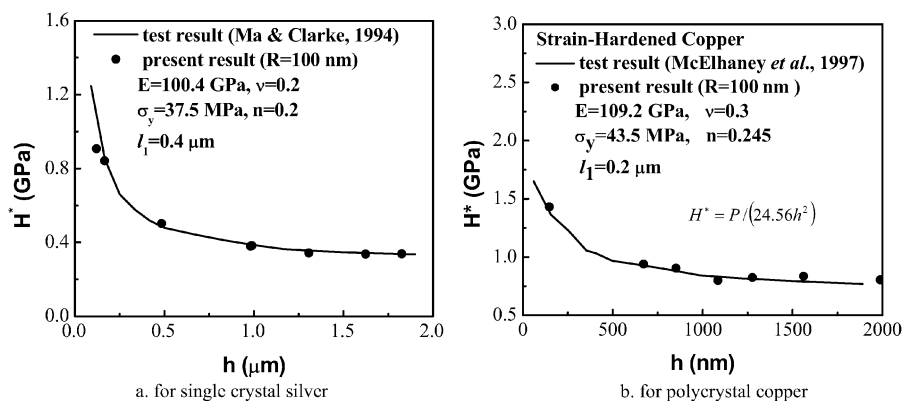 test result (Ma & Clarke, 1994)
present result (R=100 nm)
E=100.4 GPa, ν=0.2
σy=37.5 MPa, n=0.2
l1=0.4 μm
H* (GPa)
1.6
1.2
0.8
0.4
0.0
0.0 0.5 1.0 1.5 2.0
h (μm)
a. for single crystal silver
Strain-Hardened Copper
test result (McElhaney et al., 1997)
present result (R=100 nm )
E=109.2 GPa, ν=0.3
σy=43.5 MPa, n=0.245
l1=0.2 μm
H* = P/(24.56h2)
H* (GPa)
3.0
2.5
2.0
1.5
1.0
0.5
0 500 1000 1500 2000
h (nm)
b. for polycrystal copper